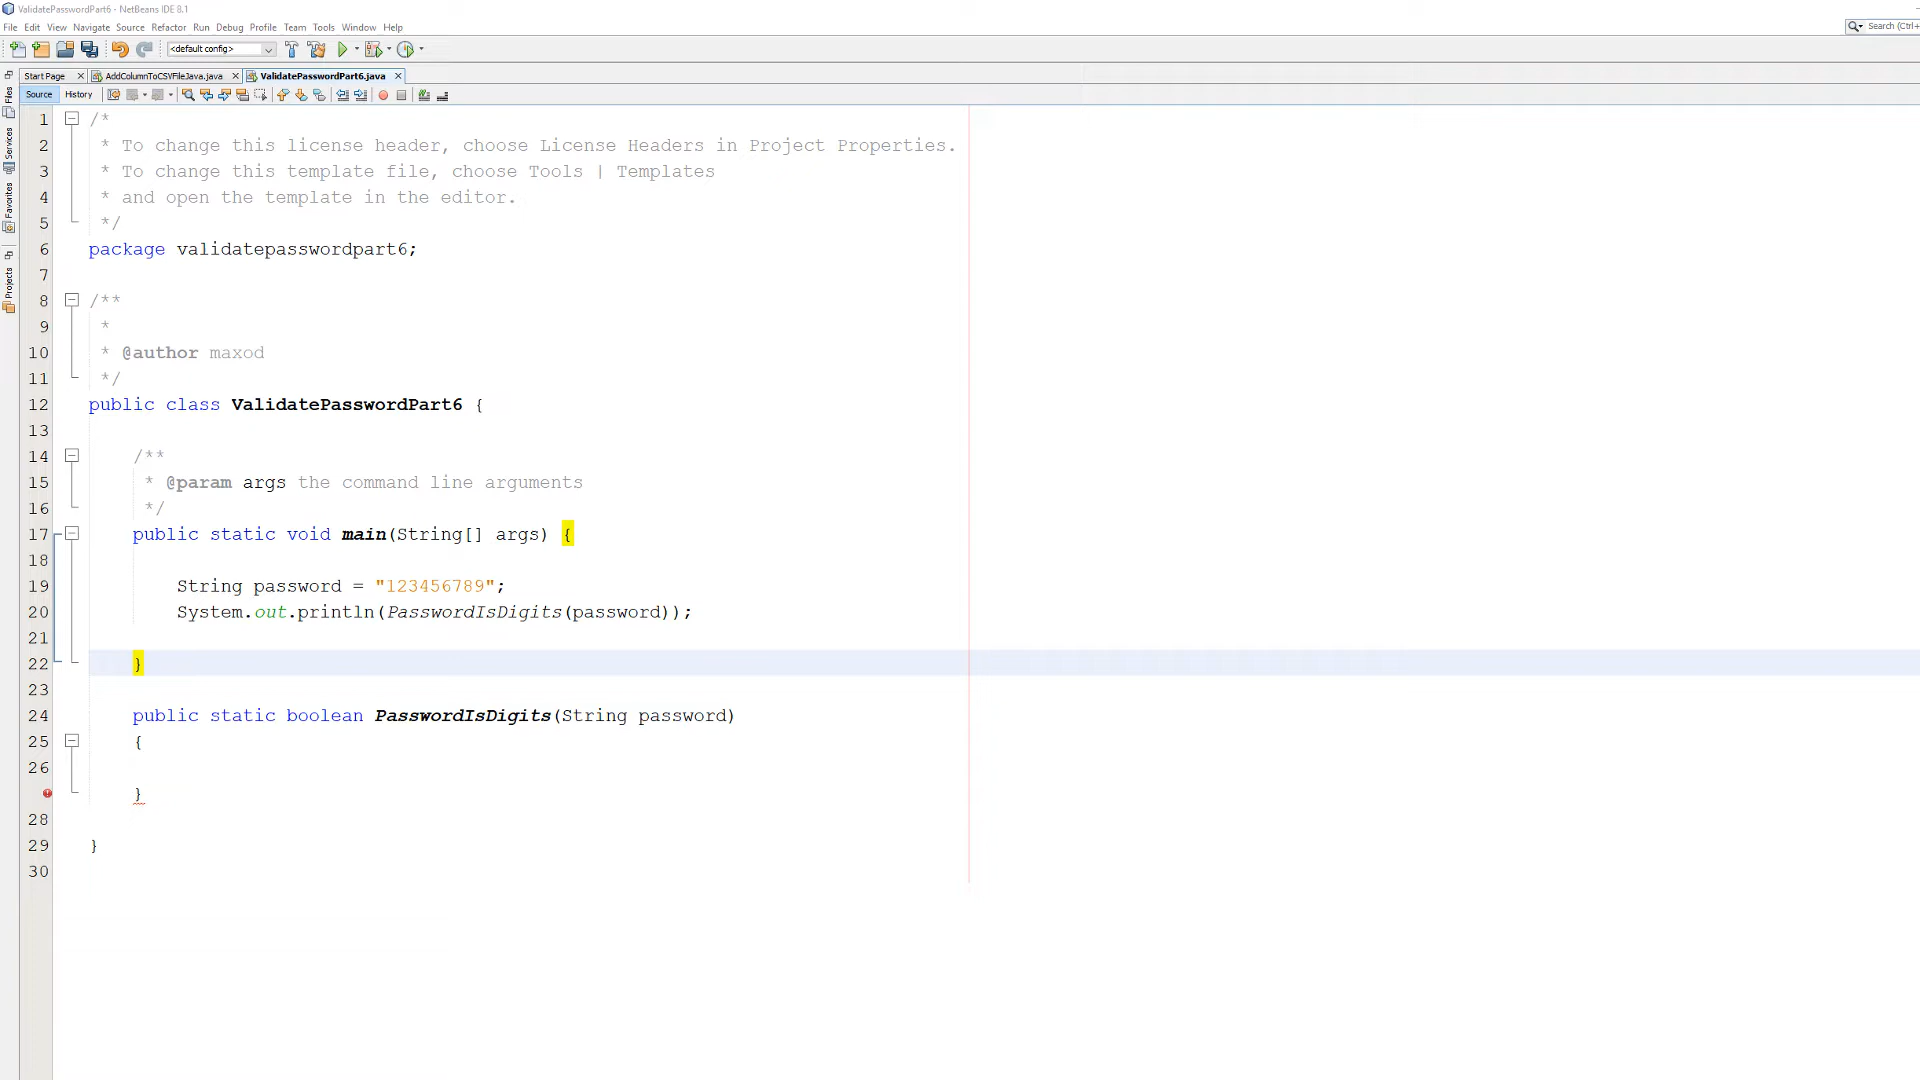 ValidatePasswordPart6 - NetBeans IDE 8.1
File Edit View Navigate Source Refactor Run Debug Profile Team Tools Window Help
Search (Ctrl+
<default config>
Start Page AddColumnToCSVFileJava.java ValidatePasswordPart6.java
Source History
Files
Services
Favorites
Projects
1 /*
2 * To change this license header, choose License Headers in Project Properties.
3 * To change this template file, choose Tools | Templates
4 * and open the template in the editor.
5 */
6 package validatepasswordpart6;
7
8 /**
9 *
10 * @author maxod
11 */
12 public class ValidatePasswordPart6 {
13
14 /**
15 * @param args the command line arguments
16 */
17 public static void main(String[] args) {
18
19 String password = "123456789";
20 System.out.println(PasswordIsDigits(password));
21
22 }
23
24 public static boolean PasswordIsDigits(String password)
25 {
26
}
28
29 }
30